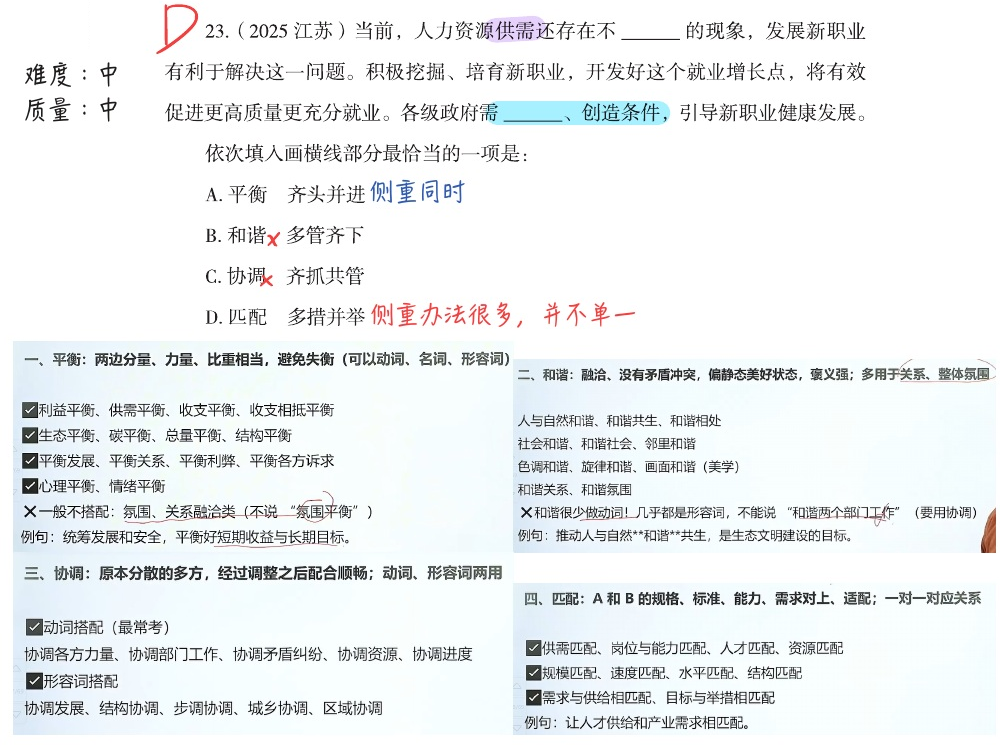 D
23.（2025 江苏）当前，人力资源供需还存在不 ______ 的现象，发展新职业
难度：中
有利于解决这一问题。积极挖掘、培育新职业，开发好这个就业增长点，将有效
质量：中
促进更高质量更充分就业。各级政府需 ______、创造条件，引导新职业健康发展。
依次填入画横线部分最恰当的一项是：
A. 平衡 齐头并进 侧重同时
B. 和谐× 多管齐下
C. 协调× 齐抓共管
D. 匹配 多措并举 侧重办法很多，并不单一
一、平衡：两边分量、力量、比重相当，避免失衡（可以动词、名词、形容词）
☑利益平衡、供需平衡、收支平衡、收支相抵平衡
☑生态平衡、碳平衡、总量平衡、结构平衡
☑平衡发展、平衡关系、平衡利弊、平衡各方诉求
☑心理平衡、情绪平衡
✕一般不搭配：氛围、关系融洽类（不说 “氛围平衡”）
例句：统筹发展和安全，平衡好短期收益与长期目标。
二、和谐：融洽、没有矛盾冲突，偏静态美好状态，褒义强；多用于关系、整体氛围
人与自然和谐、和谐共生、和谐相处
社会和谐、和谐社会、邻里和谐
色调和谐、旋律和谐、画面和谐（美学）
和谐关系、和谐氛围
✕和谐很少做动词！几乎都是形容词，不能说 “和谐两个部门工作”（要用协调）
例句：推动人与自然**和谐**共生，是生态文明建设的目标。
三、协调：原本分散的多方，经过调整之后配合顺畅；动词、形容词两用
☑动词搭配（最常考）
协调各方力量、协调部门工作、协调矛盾纠纷、协调资源、协调进度
☑形容词搭配
协调发展、结构协调、步调协调、城乡协调、区域协调
四、匹配：A 和 B 的规格、标准、能力、需求对上、适配；一对一对应关系
☑供需匹配、岗位与能力匹配、人才匹配、资源匹配
☑规模匹配、速度匹配、水平匹配、结构匹配
☑需求与供给相匹配、目标与举措相匹配
例句：让人才供给和产业需求相匹配。